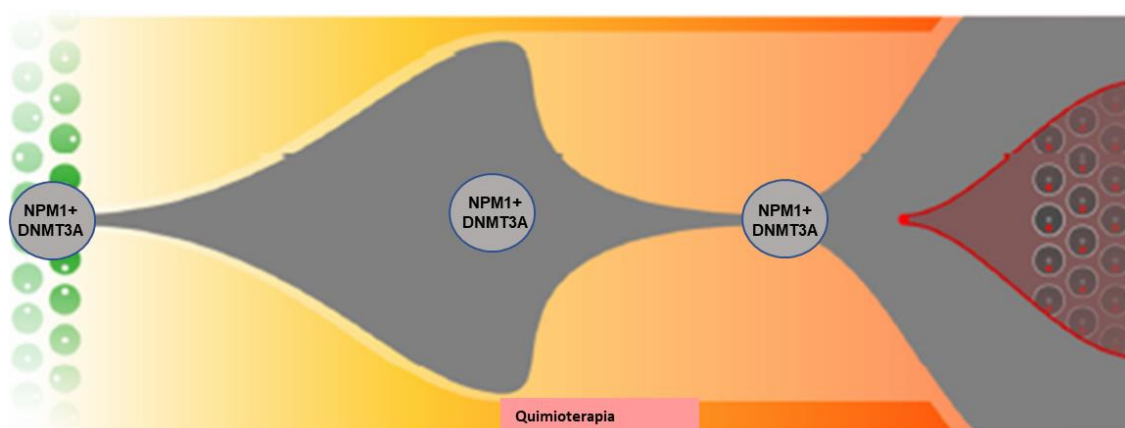 NPM1+
DNMT3A
NPM1+
DNMT3A
NPM1+
DNMT3A
Quimioterapia